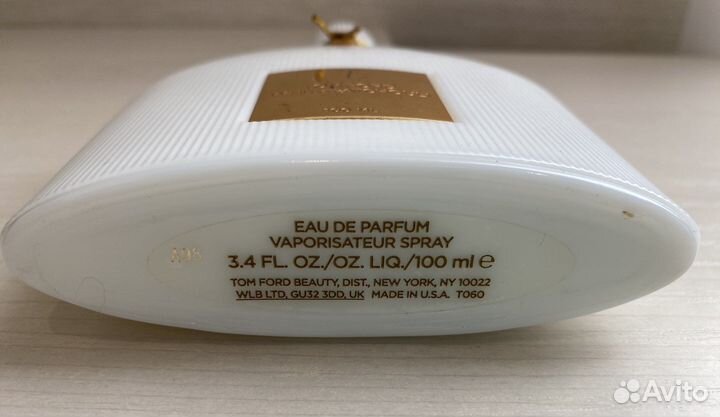 EAU DE PARFUM
VAPORISATEUR SPRAY
3.4 FL. OZ./OZ. LIQ./100 ml ℮
TOM FORD BEAUTY, DIST., NEW YORK, NY 10022
WLB LTD, GU32 3DD, UK MADE IN U.S.A. T060
Avito